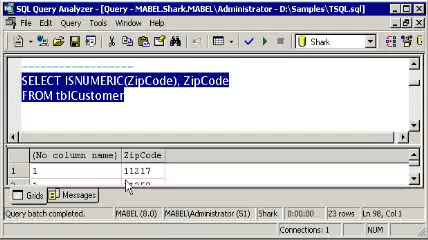 SQL Query Analyzer - [Query - MABEL.Shark.MABEL\Administrator - D:\Samples\TSQL.sql]
File Edit Query Tools Window Help
Shark
SELECT ISNUMERIC(ZipCode), ZipCode
FROM tblCustomer
(No column name) ZipCode
1 1 11217
Grids Messages
Query batch completed. MABEL (8.0) MABEL\Administrator (51) Shark 0:00:00 23 rows Ln 98, Col 1
Connections: 1 NUM